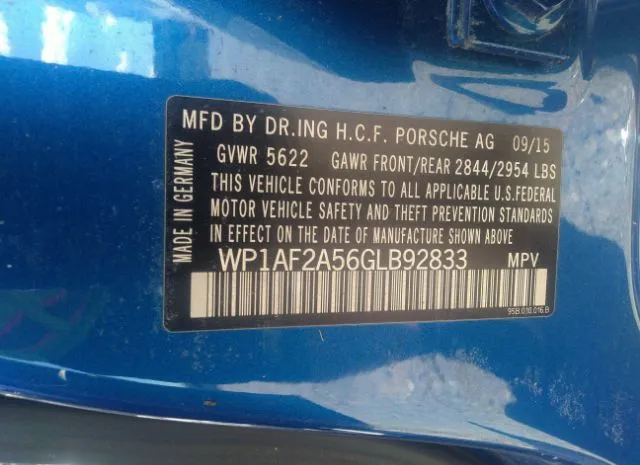 MFD BY DR.ING H.C.F. PORSCHE AG 09/15
GVWR 5622 GAWR FRONT/REAR 2844/2954 LBS
THIS VEHICLE CONFORMS TO ALL APPLICABLE U.S.FEDERAL
MOTOR VEHICLE SAFETY AND THEFT PREVENTION STANDARDS
IN EFFECT ON THE DATE OF MANUFACTURE SHOWN ABOVE
WP1AF2A56GLB92833 MPV
95B.010.016.B
MADE IN GERMANY